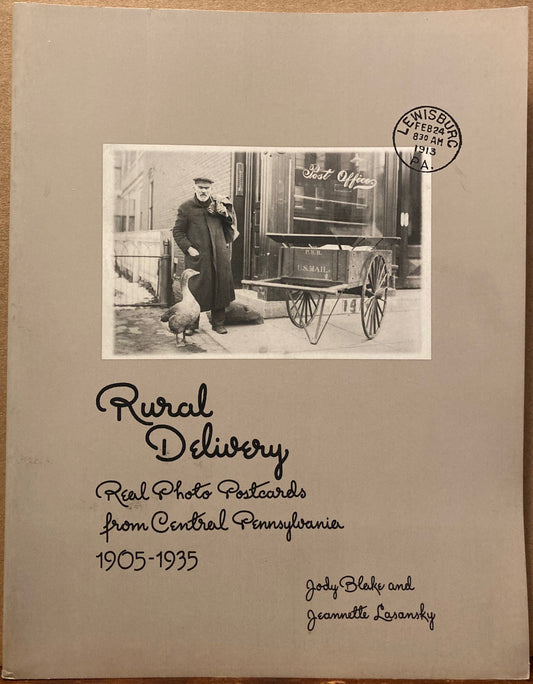 LEWISBURG
FEB 24
8 30 AM
1913
PA.
Post Office
P.R.R.
U.S. MAIL
19
Rural
Delivery
Real Photo Postcards
from Central Pennsylvania
1905-1935
Jody Blake and
Jeannette Lasansky